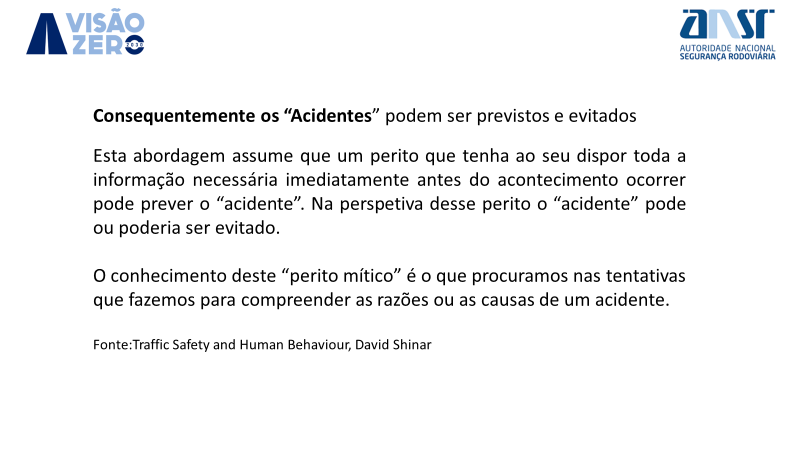 VISÃO
ZERO
2030
ansr
AUTORIDADE NACIONAL
SEGURANÇA RODOVIÁRIA
Consequentemente os “Acidentes” podem ser previstos e evitados
Esta abordagem assume que um perito que tenha ao seu dispor toda a
informação necessária imediatamente antes do acontecimento ocorrer
pode prever o “acidente”. Na perspetiva desse perito o “acidente” pode
ou poderia ser evitado.
O conhecimento deste “perito mítico” é o que procuramos nas tentativas
que fazemos para compreender as razões ou as causas de um acidente.
Fonte:Traffic Safety and Human Behaviour, David Shinar